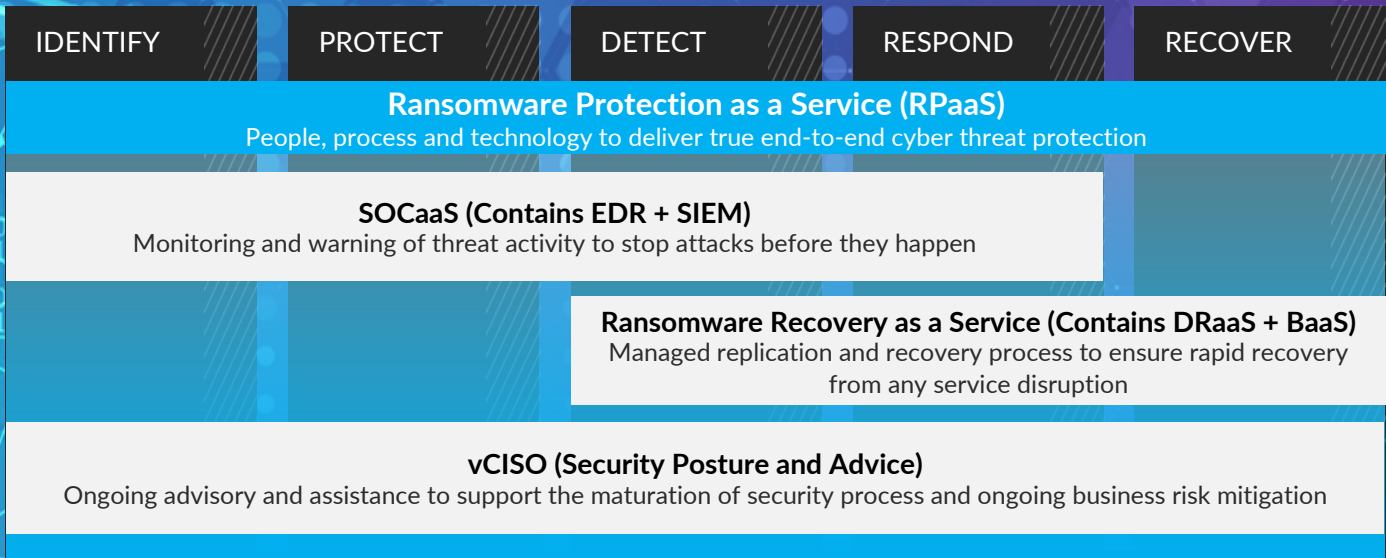 IDENTIFY
PROTECT
DETECT
RESPOND
RECOVER
Ransomware Protection as a Service (RPaaS)
People, process and technology to deliver true end-to-end cyber threat protection
SOCaaS (Contains EDR + SIEM)
Monitoring and warning of threat activity to stop attacks before they happen
Ransomware Recovery as a Service (Contains DRaaS + BaaS)
Managed replication and recovery process to ensure rapid recovery
from any service disruption
vCISO (Security Posture and Advice)
Ongoing advisory and assistance to support the maturation of security process and ongoing business risk mitigation